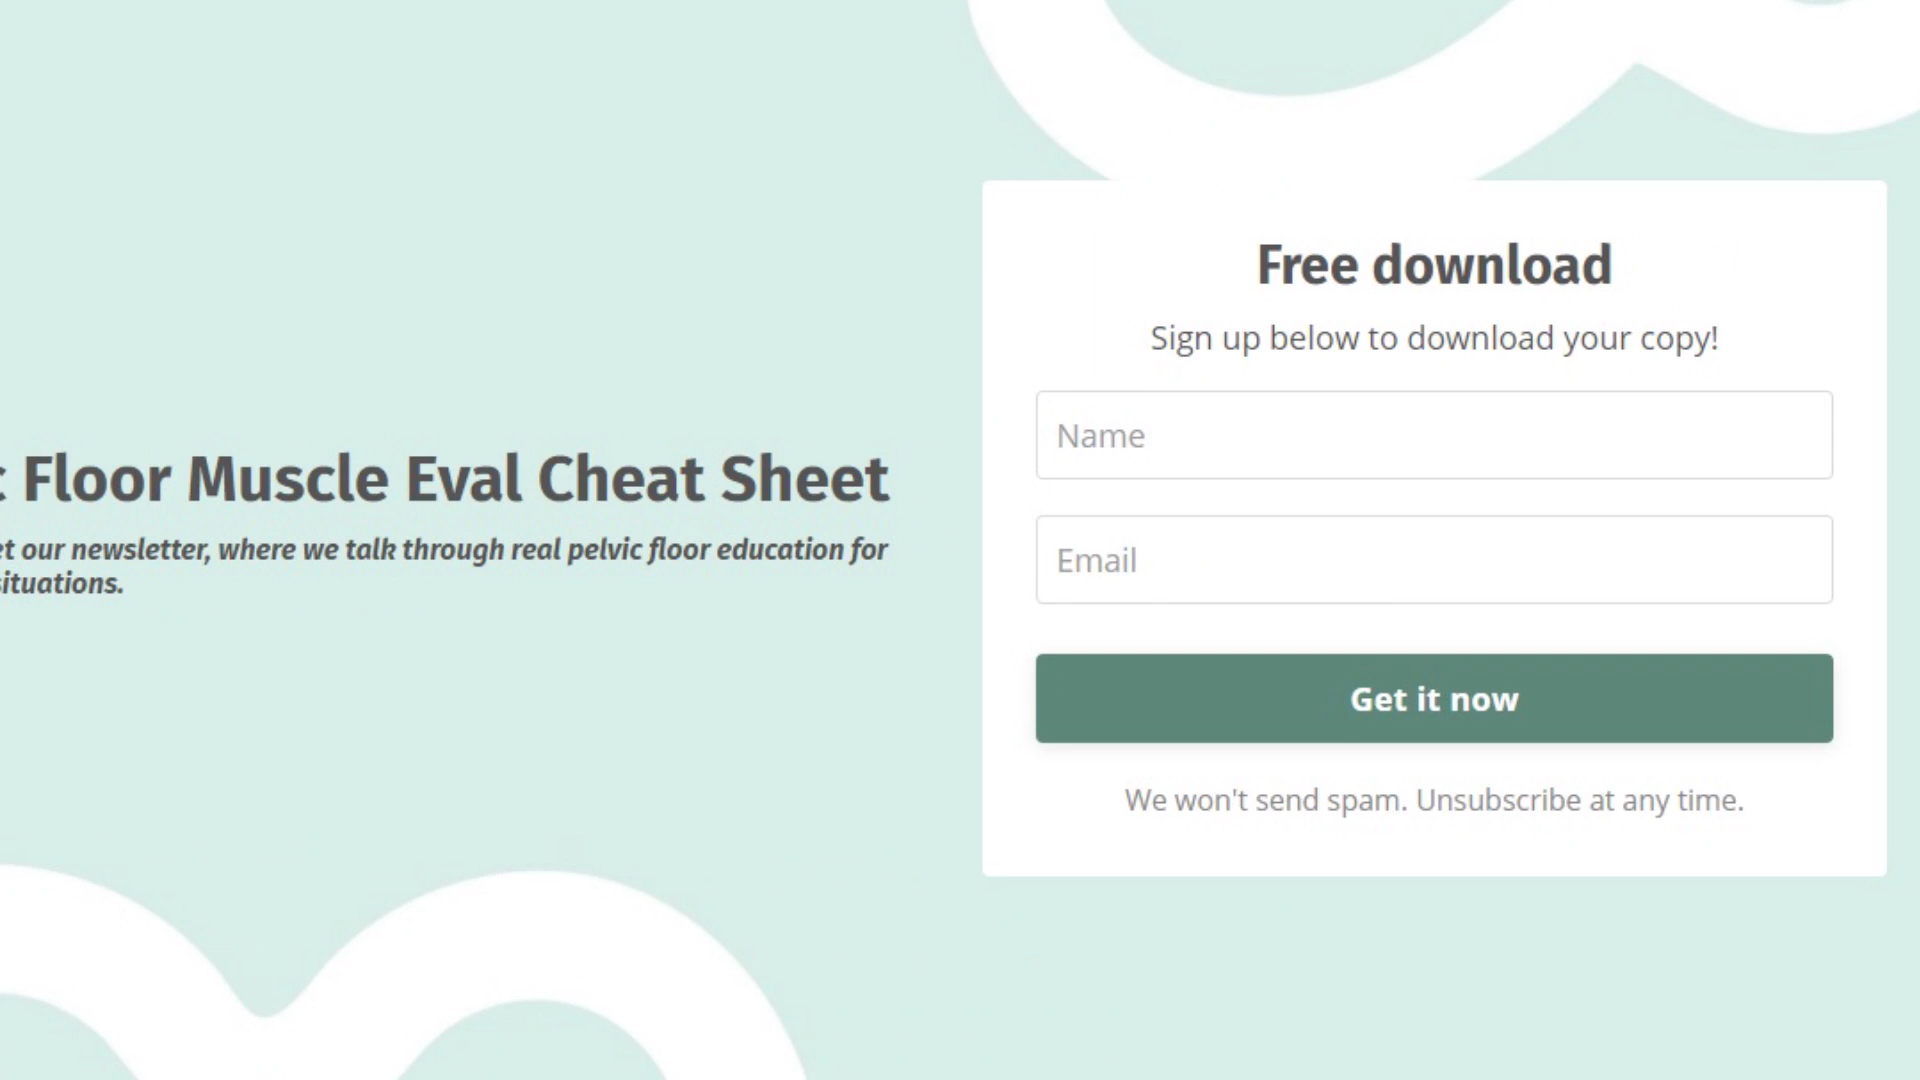 Floor Muscle Eval Cheat Sheet
our newsletter, where we talk through real pelvic floor education for
situations.
Free download
Sign up below to download your copy!
Name
Email
Get it now
We won't send spam. Unsubscribe at any time.